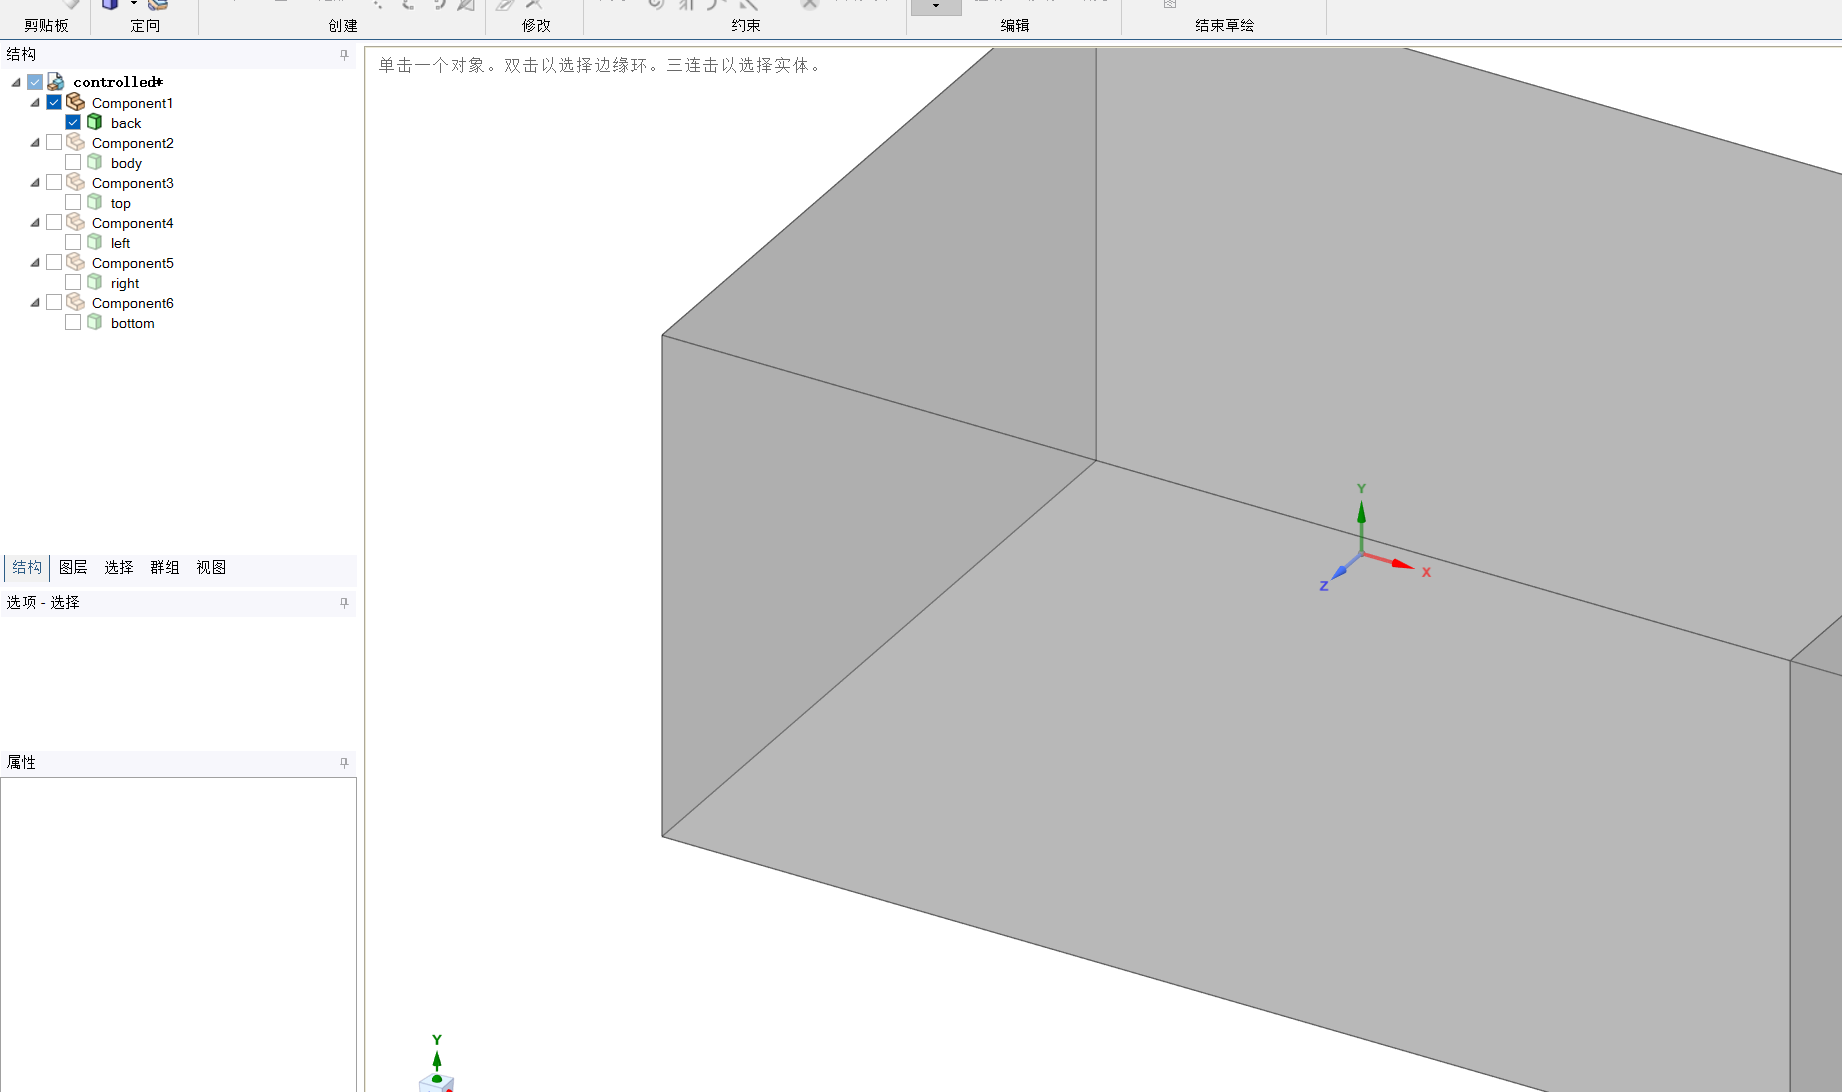 剪贴板 定向 创建 修改 约束 编辑 结束草绘
结构
controlled*
Component1
back
Component2
body
Component3
top
Component4
left
Component5
right
Component6
bottom
结构 图层 选择 群组 视图
选项 - 选择
属性
单击一个对象。双击以选择边缘环。三连击以选择实体。
Y
X
Z
Y